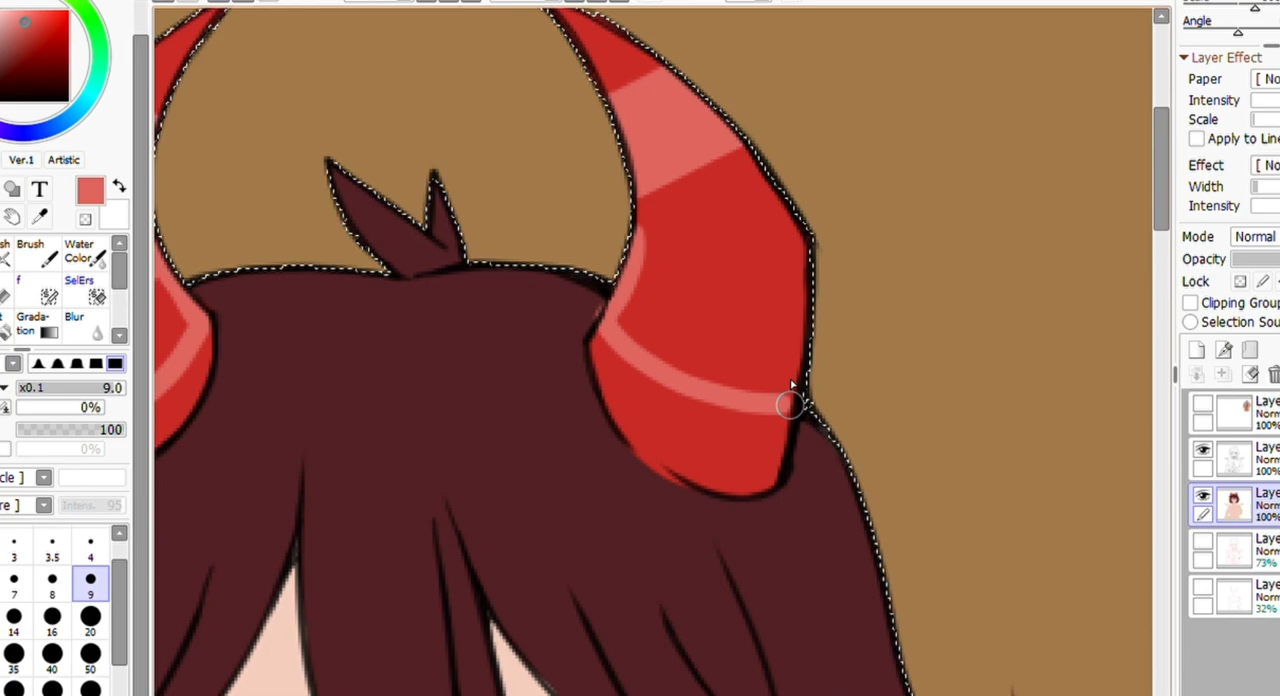 Ver.1 Artistic
T
sh Brush Water Color
f SelErs
t Grada-tion Blur
x0.1 9.0
0%
100
0%
cle ]
re ] Intens. 95
3 3.5 4
7 8 9
14 16 20
35 40 50
Scale
Angle
Layer Effect
Paper [ No
Intensity
Scale
Apply to Line
Effect [ No
Width
Intensity
Mode Normal
Opacity
Lock
Clipping Group
Selection Sou
Laye
Norm
100%
Laye
Norm
100%
Laye
Norm
100%
Laye
Norm
73%
Laye
Norm
32%